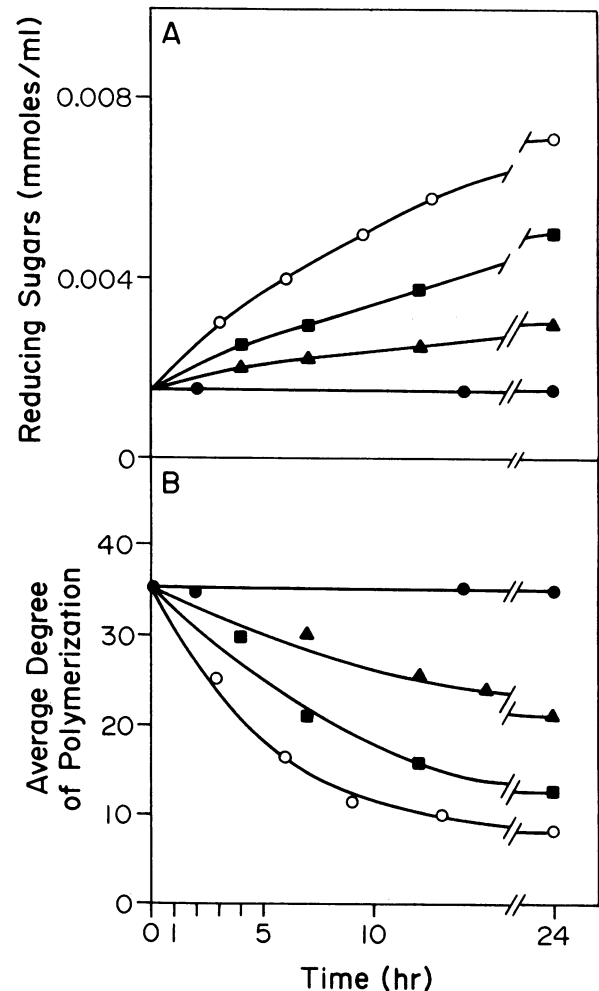 A
Reducing Sugars (mmoles/ml)
0.008
0.004
0
B
Average Degree
of Polymerization
40
30
20
10
0
0 1 5 10 24
Time (hr)